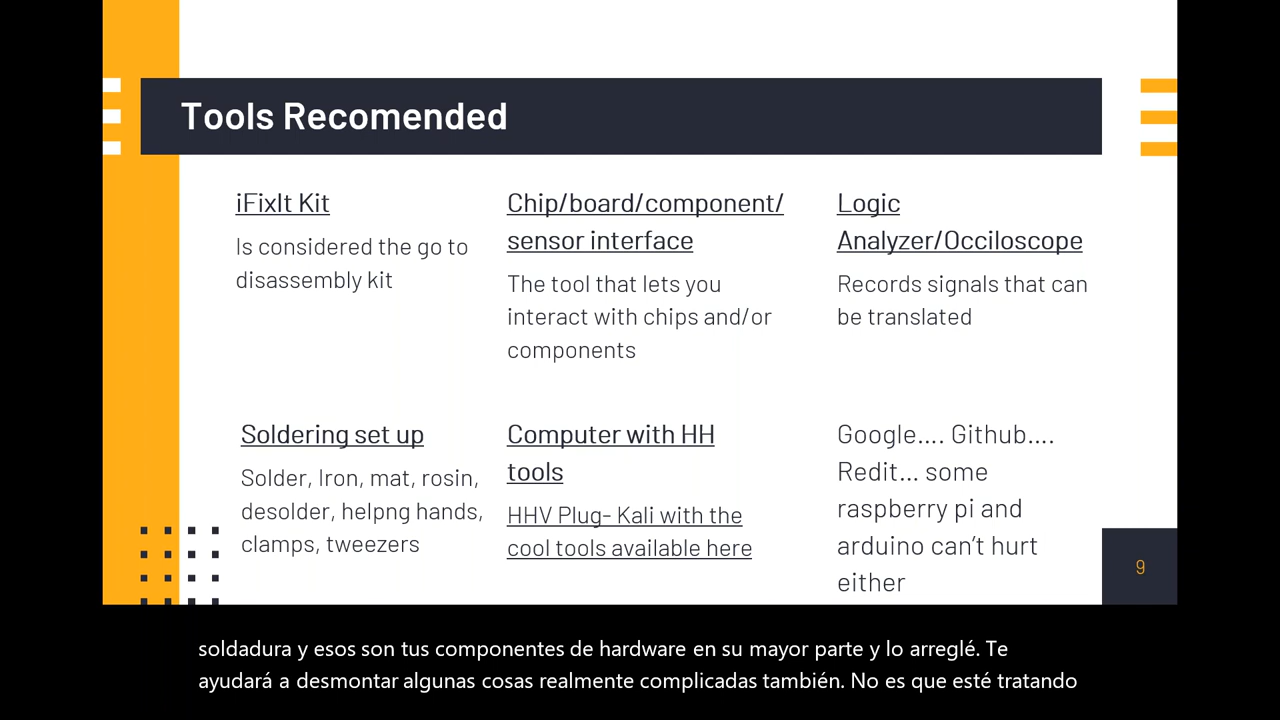 Tools Recomended
iFixIt Kit
Is considered the go to
disassembly kit
Chip/board/component/
sensor interface
The tool that lets you
interact with chips and/or
components
Logic
Analyzer/Occiloscope
Records signals that can
be translated
Soldering set up
Solder, Iron, mat, rosin,
desolder, helpng hands,
clamps, tweezers
Computer with HH
tools
HHV Plug- Kali with the
cool tools available here
Google.... Github....
Redit... some
raspberry pi and
arduino can't hurt
either
9
soldadura y esos son tus componentes de hardware en su mayor parte y lo arreglé. Te
ayudará a desmontar algunas cosas realmente complicadas también. No es que esté tratando